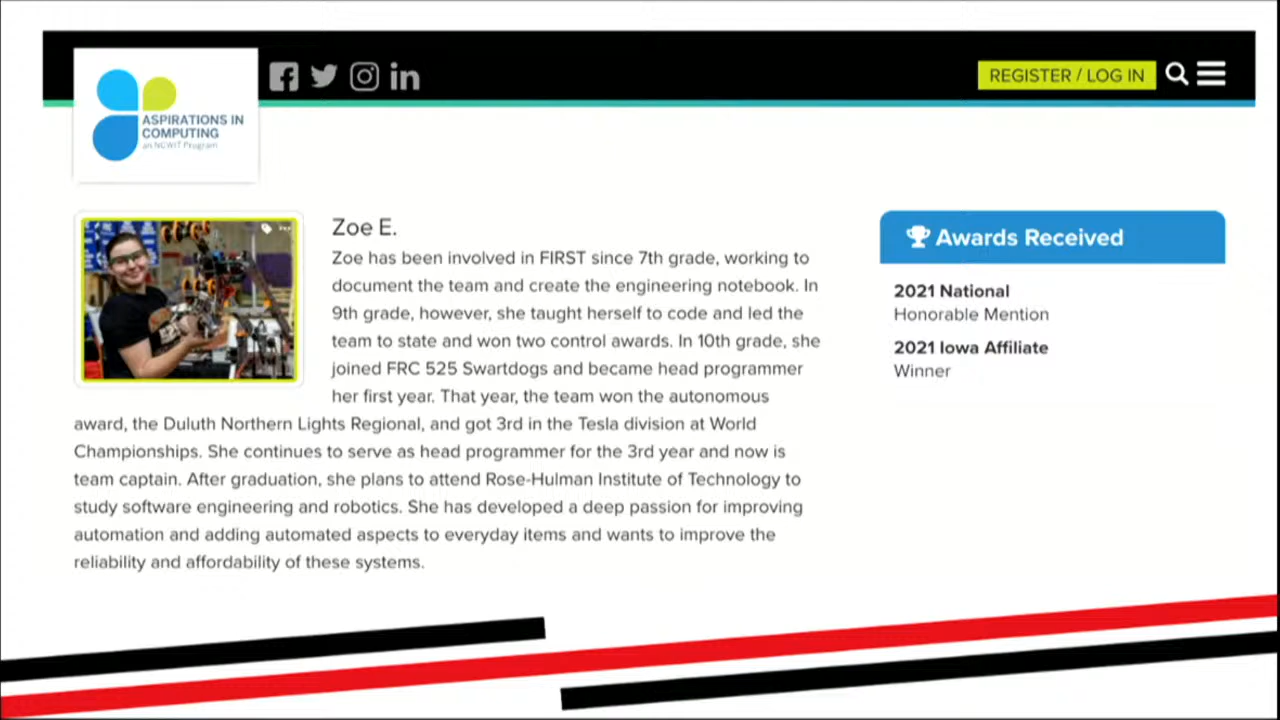 REGISTER / LOG IN
ASPIRATIONS IN
COMPUTING
an NCWIT Program
Zoe E.
Zoe has been involved in FIRST since 7th grade, working to
document the team and create the engineering notebook. In
9th grade, however, she taught herself to code and led the
team to state and won two control awards. In 10th grade, she
joined FRC 525 Swartdogs and became head programmer
her first year. That year, the team won the autonomous
award, the Duluth Northern Lights Regional, and got 3rd in the Tesla division at World
Championships. She continues to serve as head programmer for the 3rd year and now is
team captain. After graduation, she plans to attend Rose-Hulman Institute of Technology to
study software engineering and robotics. She has developed a deep passion for improving
automation and adding automated aspects to everyday items and wants to improve the
reliability and affordability of these systems.
Awards Received
2021 National
Honorable Mention
2021 Iowa Affiliate
Winner